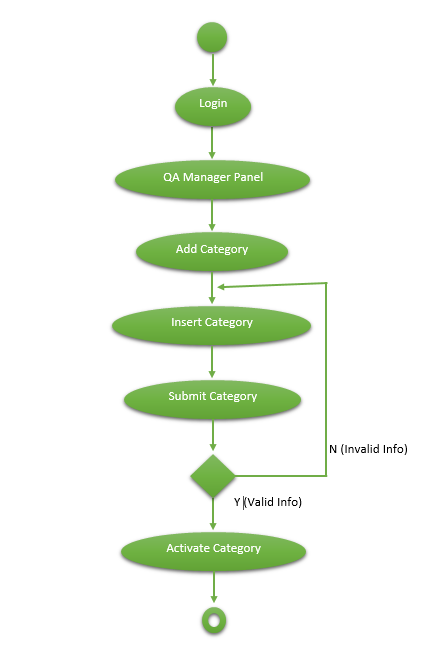 Login
QA Manager Panel
Add Category
Insert Category
Submit Category
N (Invalid Info)
Y (Valid Info)
Activate Category